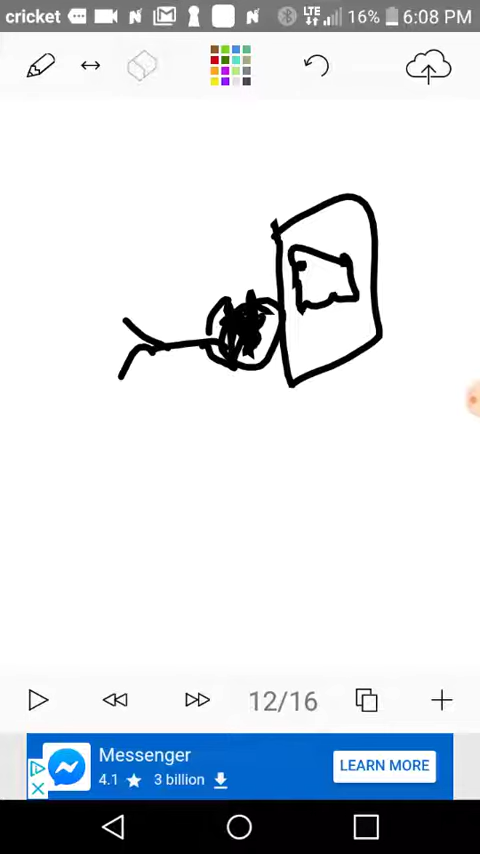 cricket LTE 16% 6:08 PM
12/16
Messenger
4.1 ★ 3 billion
LEARN MORE